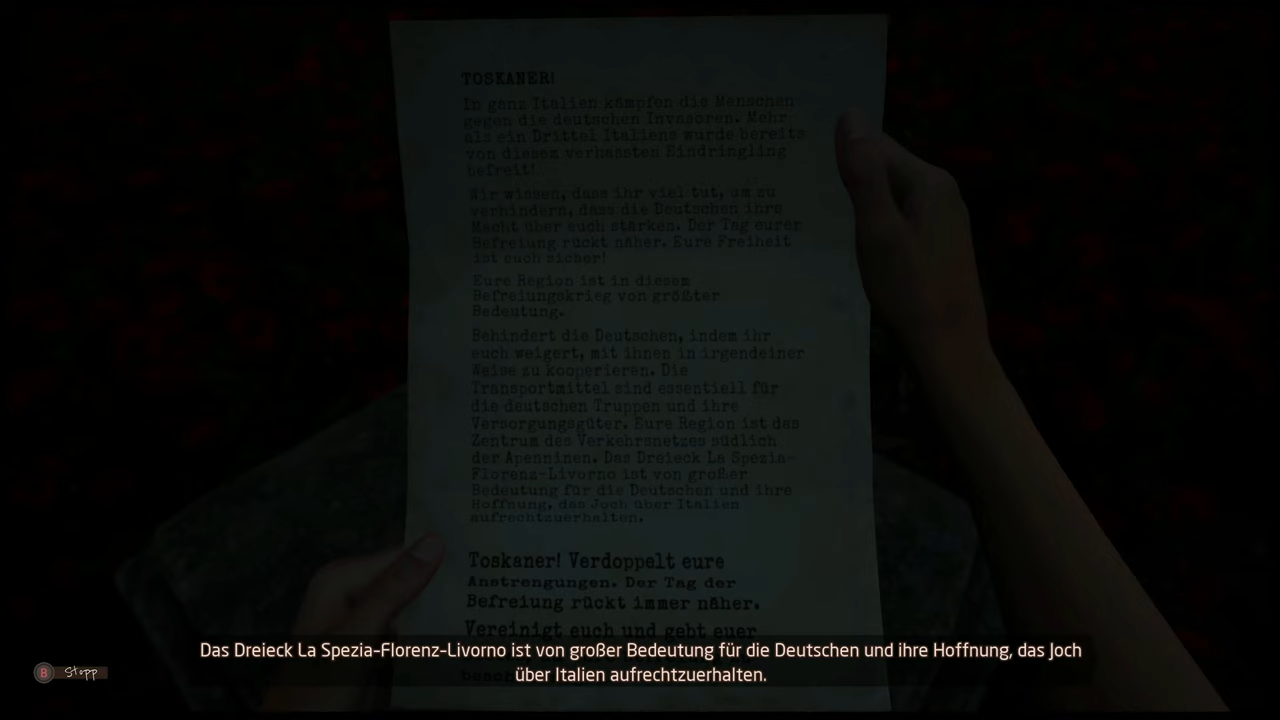 TOSKANER!
In ganz Italien kämpfen die Menschen
gegen die deutschen Invasoren. Mehr
als ein Drittel Italiens wurde bereits
von diesem verhassten Eindringling
befreit!
Wir wissen, dass ihr viel tut, um zu
verhindern, dass die Deutschen ihre
Macht über euch stärken. Der Tag eurer
Befreiung rückt näher. Eure Freiheit
ist euch sicher!
Eure Region ist in diesem
Befreiungskrieg von größter
Bedeutung.
Behindert die Deutschen, indem ihr
euch weigert, mit ihnen in irgendeiner
Weise zu kooperieren. Die
Transportmittel sind essentiell für
die deutschen Truppen und ihre
Versorgungsgüter. Eure Region ist das
Zentrum des Verkehrsnetzes südlich
der Apenninen. Das Dreieck La Spezia-
Florenz-Livorno ist von großer
Bedeutung für die Deutschen und ihre
Hoffnung, das Joch über Italien
aufrechtzuerhalten.
Toskaner! Verdoppelt eure
Anstrengungen. Der Tag der
Befreiung rückt immer näher.
Vereinigt euch und gebt euer
Das Dreieck La Spezia-Florenz-Livorno ist von großer Bedeutung für die Deutschen und ihre Hoffnung, das Joch
über Italien aufrechtzuerhalten.
B Stopp